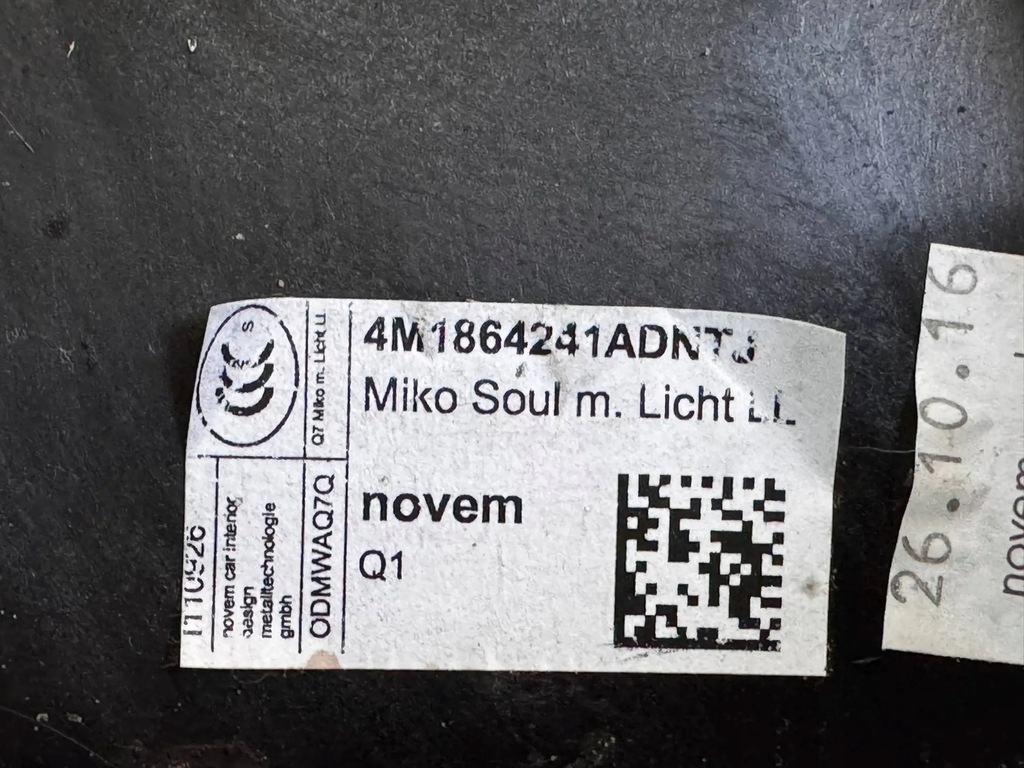 4M1864241ADNTJ
Miko Soul m. Licht LL
novem
Q1
S
Q7 Miko m. Licht LL
ODMWAQ7Q
novem car interior
design
metalltechnologie
gmbh
26.10.16
novem